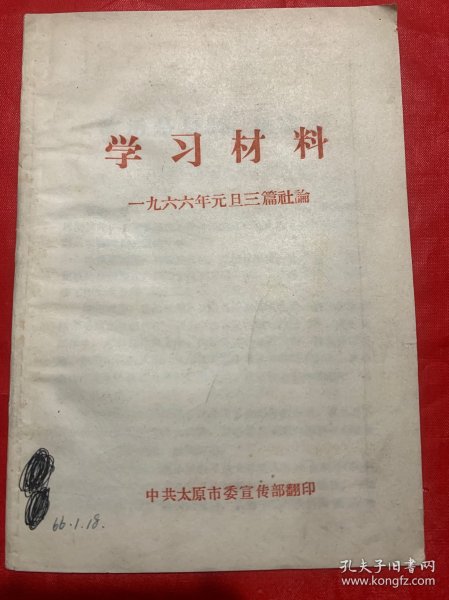 学习材料
一九六六年元旦三篇社論
中共太原市委宣传部翻印
66.1.18.
孔夫子旧书网
www.kongfz.com